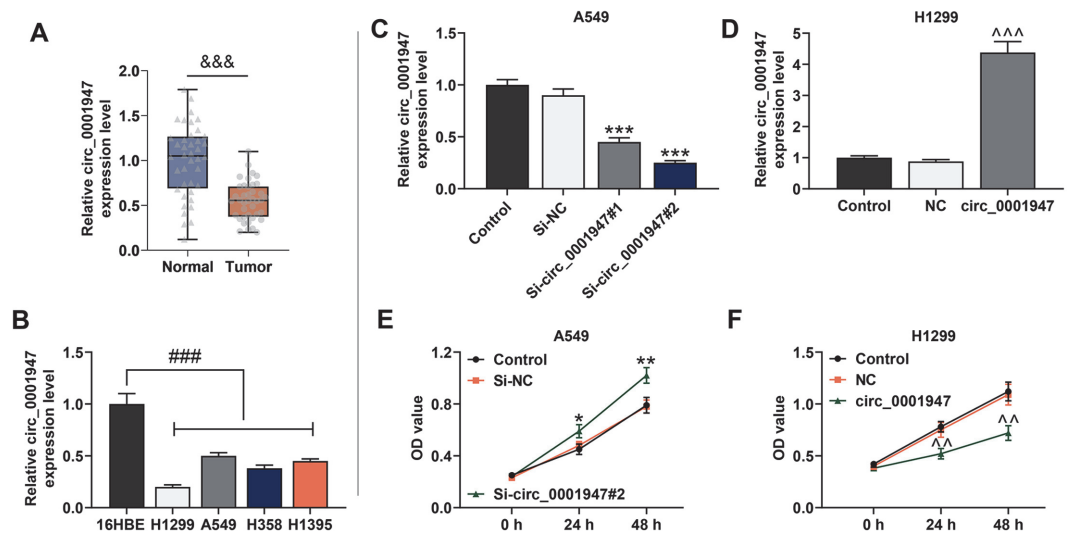 A
Relative circ_0001947
expression level
2.0
1.5
1.0
0.5
0.0
&&&
Normal Tumor
B
Relative circ_0001947
expression level
1.5
1.0
0.5
0.0
###
16HBE H1299 A549 H358 H1395
C
A549
Relative circ_0001947
expression level
1.5
1.0
0.5
0.0
***
***
Control
Si-NC
Si-circ_0001947#1
Si-circ_0001947#2
D
H1299
Relative circ_0001947
expression level
5
4
3
2
1
0
^^^
Control NC circ_0001947
E
A549
OD value
1.2
0.8
0.4
0.0
Control
Si-NC
Si-circ_0001947#2
*
**
0 h 24 h 48 h
F
H1299
OD value
1.6
1.2
0.8
0.4
0.0
Control
NC
circ_0001947
^^
^^
0 h 24 h 48 h